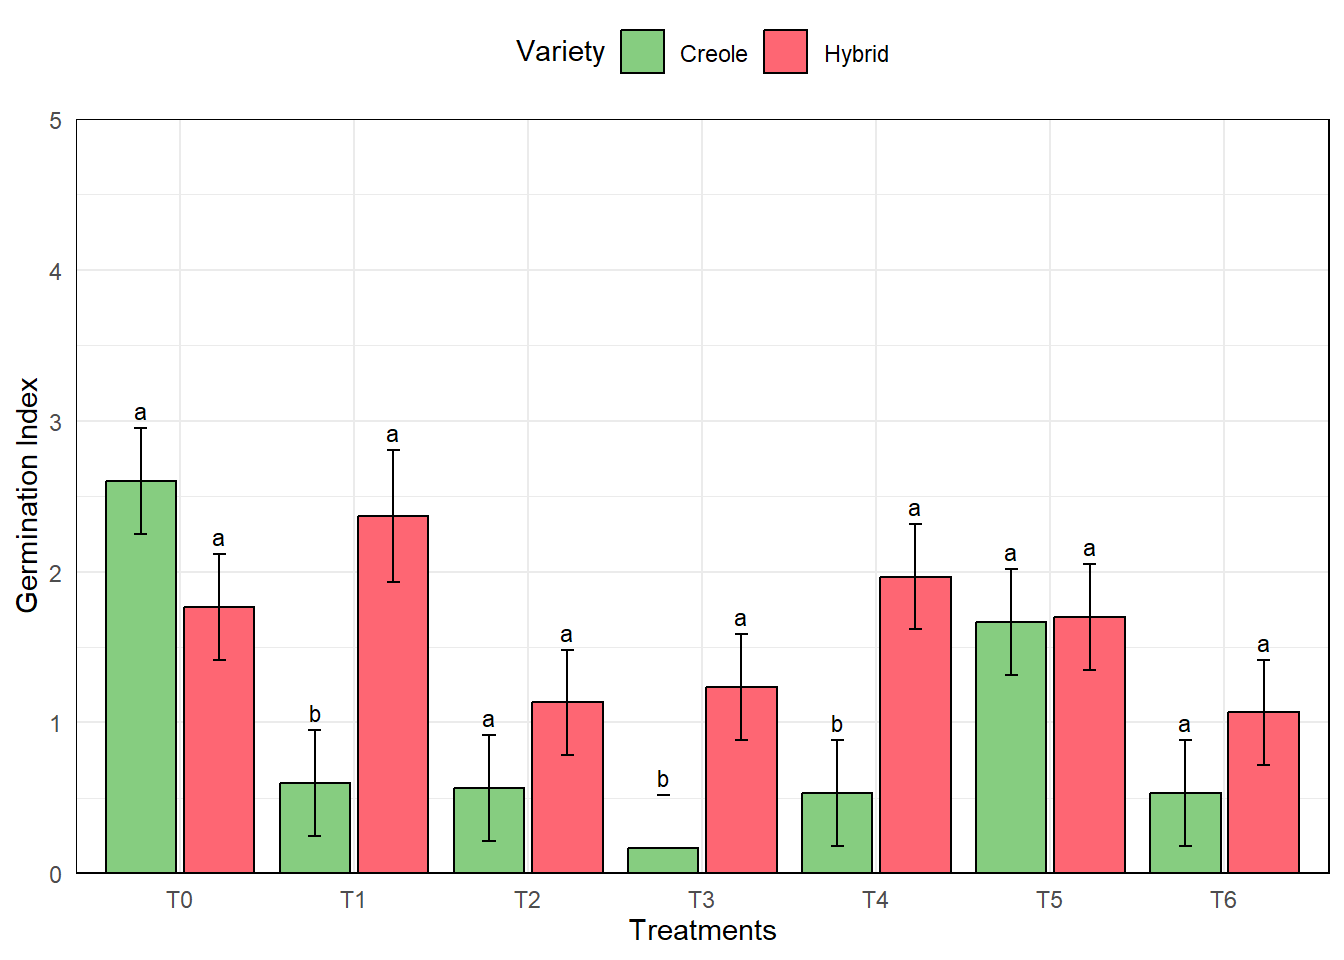 Variety Creole Hybrid
Germination Index
5
4
3
2
1
0
a a b a a a b a b a a a a a
T0 T1 T2 T3 T4 T5 T6
Treatments